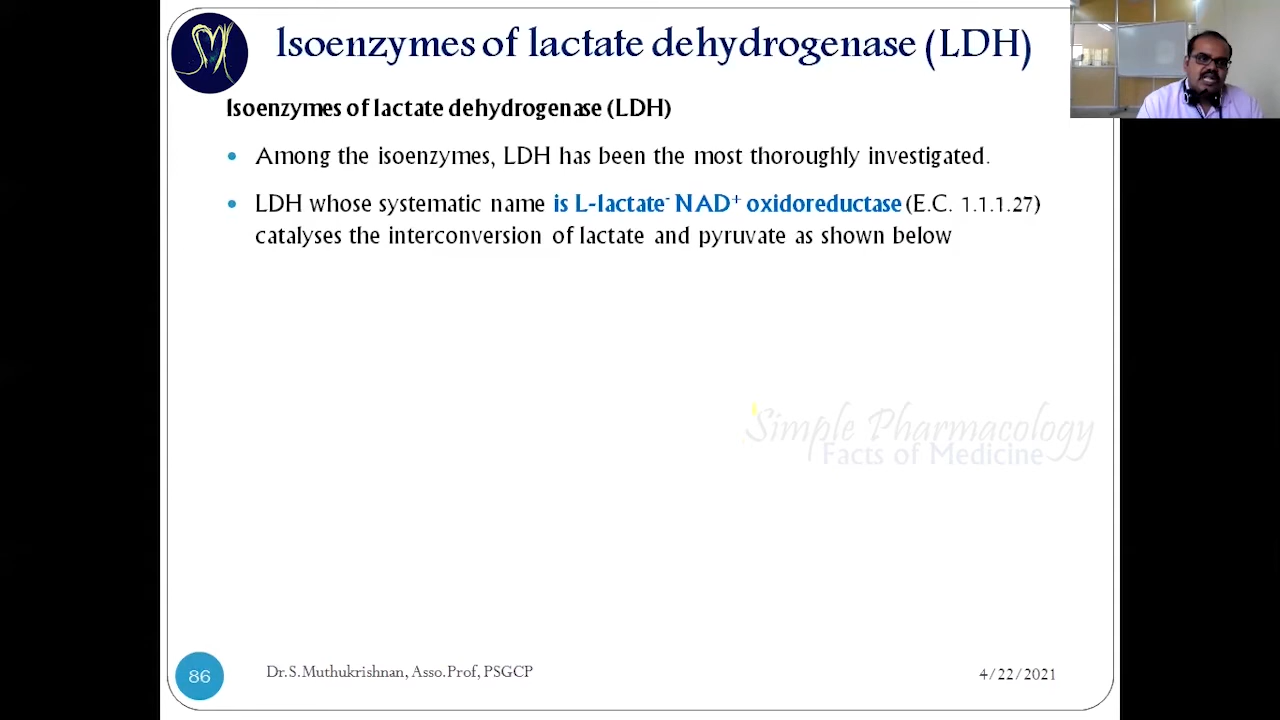 Isoenzymes of lactate dehydrogenase (LDH)
Isoenzymes of lactate dehydrogenase (LDH)
• Among the isoenzymes, LDH has been the most thoroughly investigated.
• LDH whose systematic name is L-lactate⁻ NAD⁺ oxidoreductase (E.C. 1.1.1.27)
catalyses the interconversion of lactate and pyruvate as shown below
Simple Pharmacology
Facts of Medicine
86
Dr.S.Muthukrishnan, Asso.Prof, PSGCP
4/22/2021